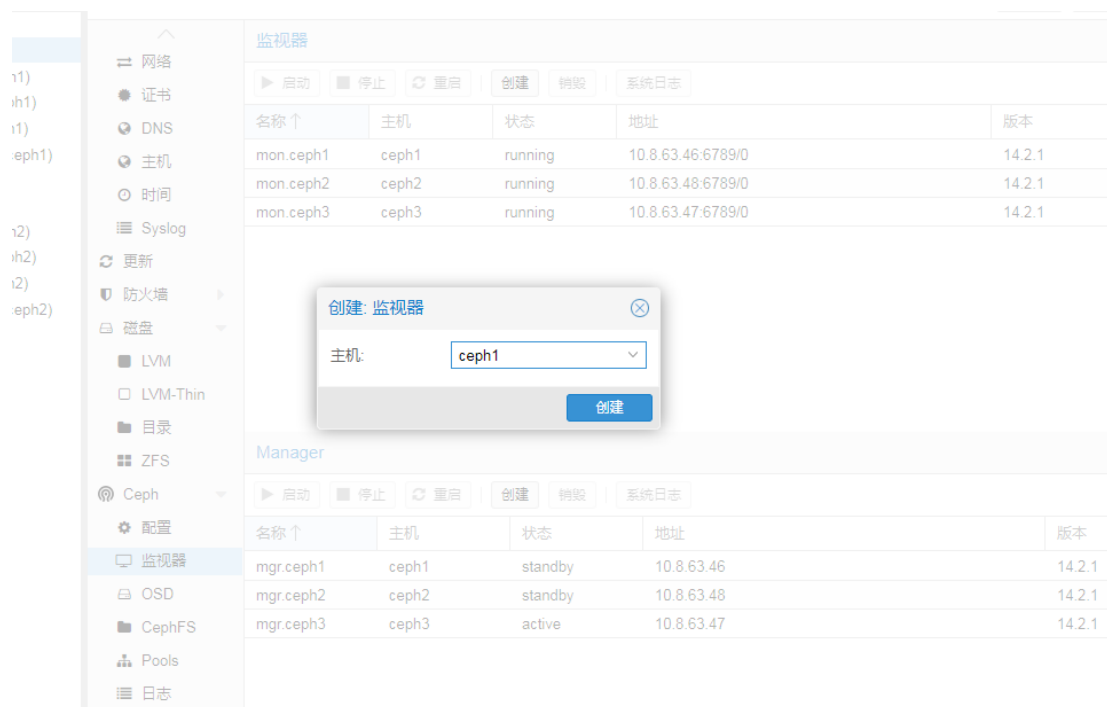 监视器
网络
启动 停止 重启 创建 销毁 系统日志
证书
名称 主机 状态 地址 版本
DNS
mon.ceph1 ceph1 running 10.8.63.46:6789/0 14.2.1
主机
mon.ceph2 ceph2 running 10.8.63.48:6789/0 14.2.1
时间
mon.ceph3 ceph3 running 10.8.63.47:6789/0 14.2.1
Syslog
更新
防火墙
创建: 监视器
磁盘
主机: ceph1
LVM
LVM-Thin
创建
目录
Manager
ZFS
Ceph
启动 停止 重启 创建 销毁 系统日志
配置
名称 主机 状态 地址 版本
监视器
mgr.ceph1 ceph1 standby 10.8.63.46 14.2.1
OSD
mgr.ceph2 ceph2 standby 10.8.63.48 14.2.1
CephFS
mgr.ceph3 ceph3 active 10.8.63.47 14.2.1
Pools
日志